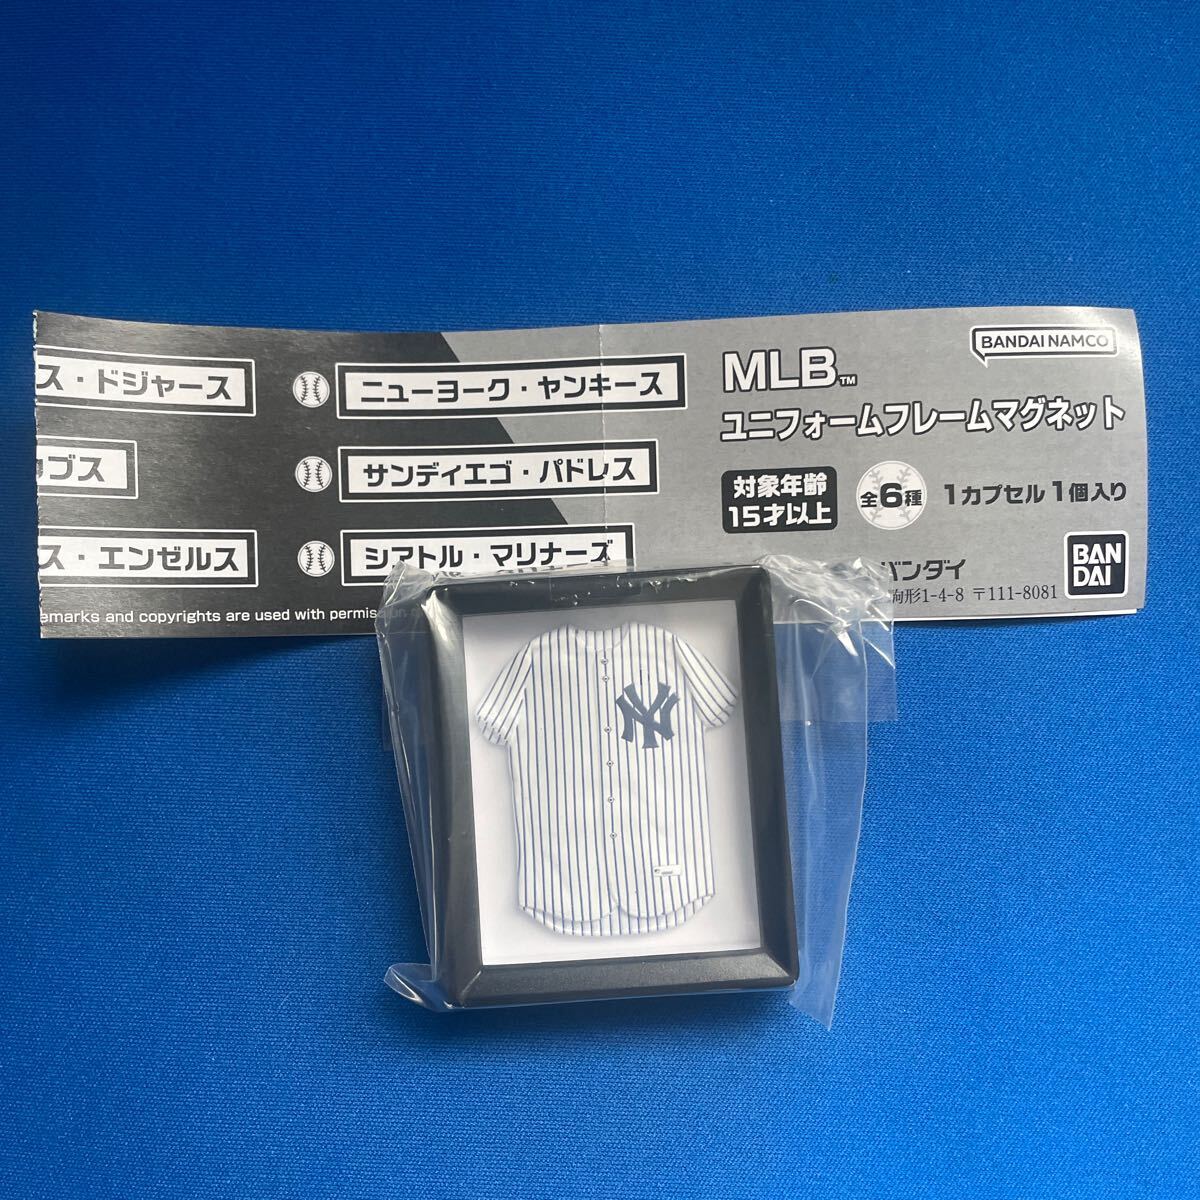 BANDAI NAMCO
MLB™
ユニフォームフレームマグネット
対象年齢
15才以上
全6種
1カプセル1個入り
バンダイ
駒形1-4-8 〒111-8081
BAN
DAI
ス・ドジャース
ニューヨーク・ヤンキース
ブス
サンディエゴ・パドレス
ス・エンゼルス
シアトル・マリナーズ
emarks and copyrights are used with permission
NY